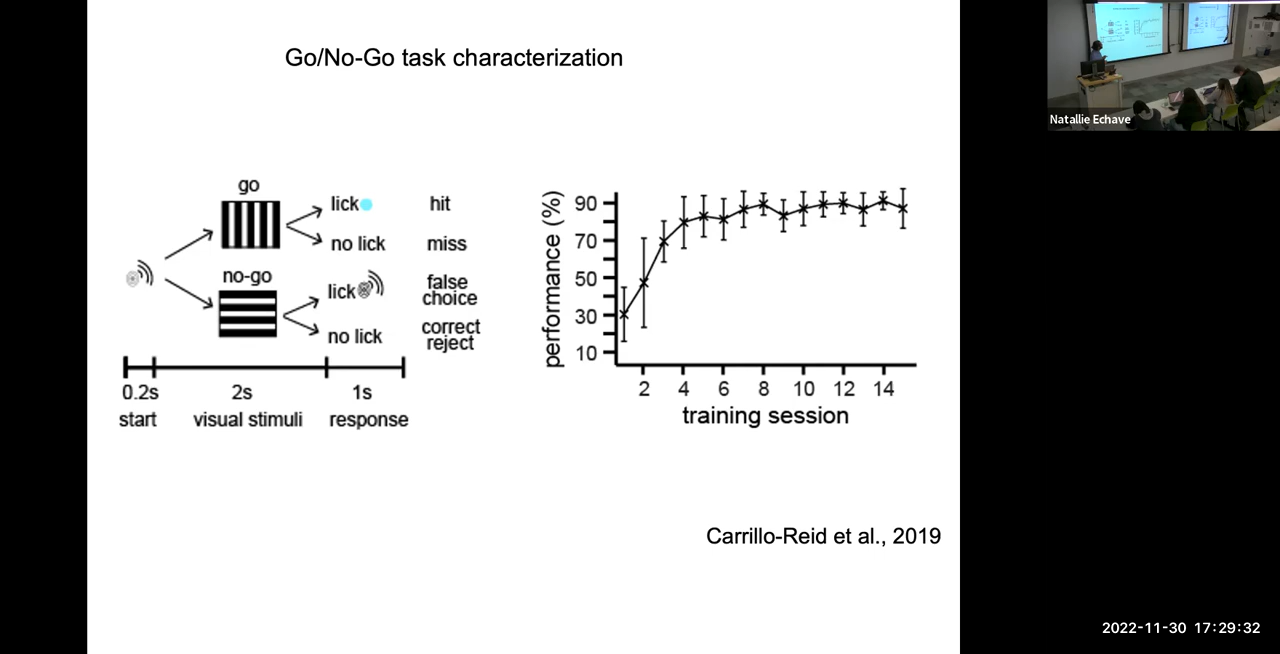 Go/No-Go task characterization
go
lick
hit
no lick
miss
no-go
lick
false
choice
no lick
correct
reject
0.2s
2s
1s
start
visual stimuli
response
performance (%)
90
70
50
30
10
2
4
6
8
10
12
14
training session
Carrillo-Reid et al., 2019
Natallie Echave
2022-11-30 17:29:32